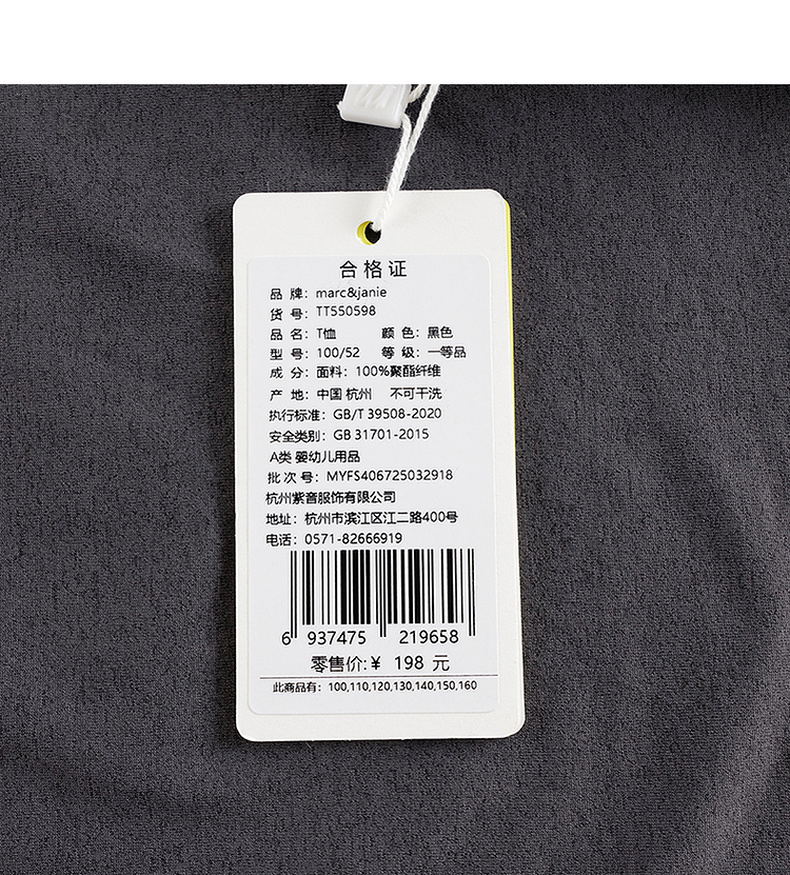 合格证
品 牌：marc&janie
货 号：TT550598
品 名：T恤 颜 色：黑色
型 号：100/52 等 级：一等品
成 分：面料：100%聚酯纤维
产 地：中国 杭州 不可干洗
执行标准：GB/T 39508-2020
安全类别：GB 31701-2015
A类 婴幼儿用品
批 次 号：MYFS406725032918
杭州紫音服饰有限公司
地址：杭州市滨江区江二路400号
电话：0571-82666919
6 937475 219658
零售价:¥ 198 元
此商品有：100,110,120,130,140,150,160